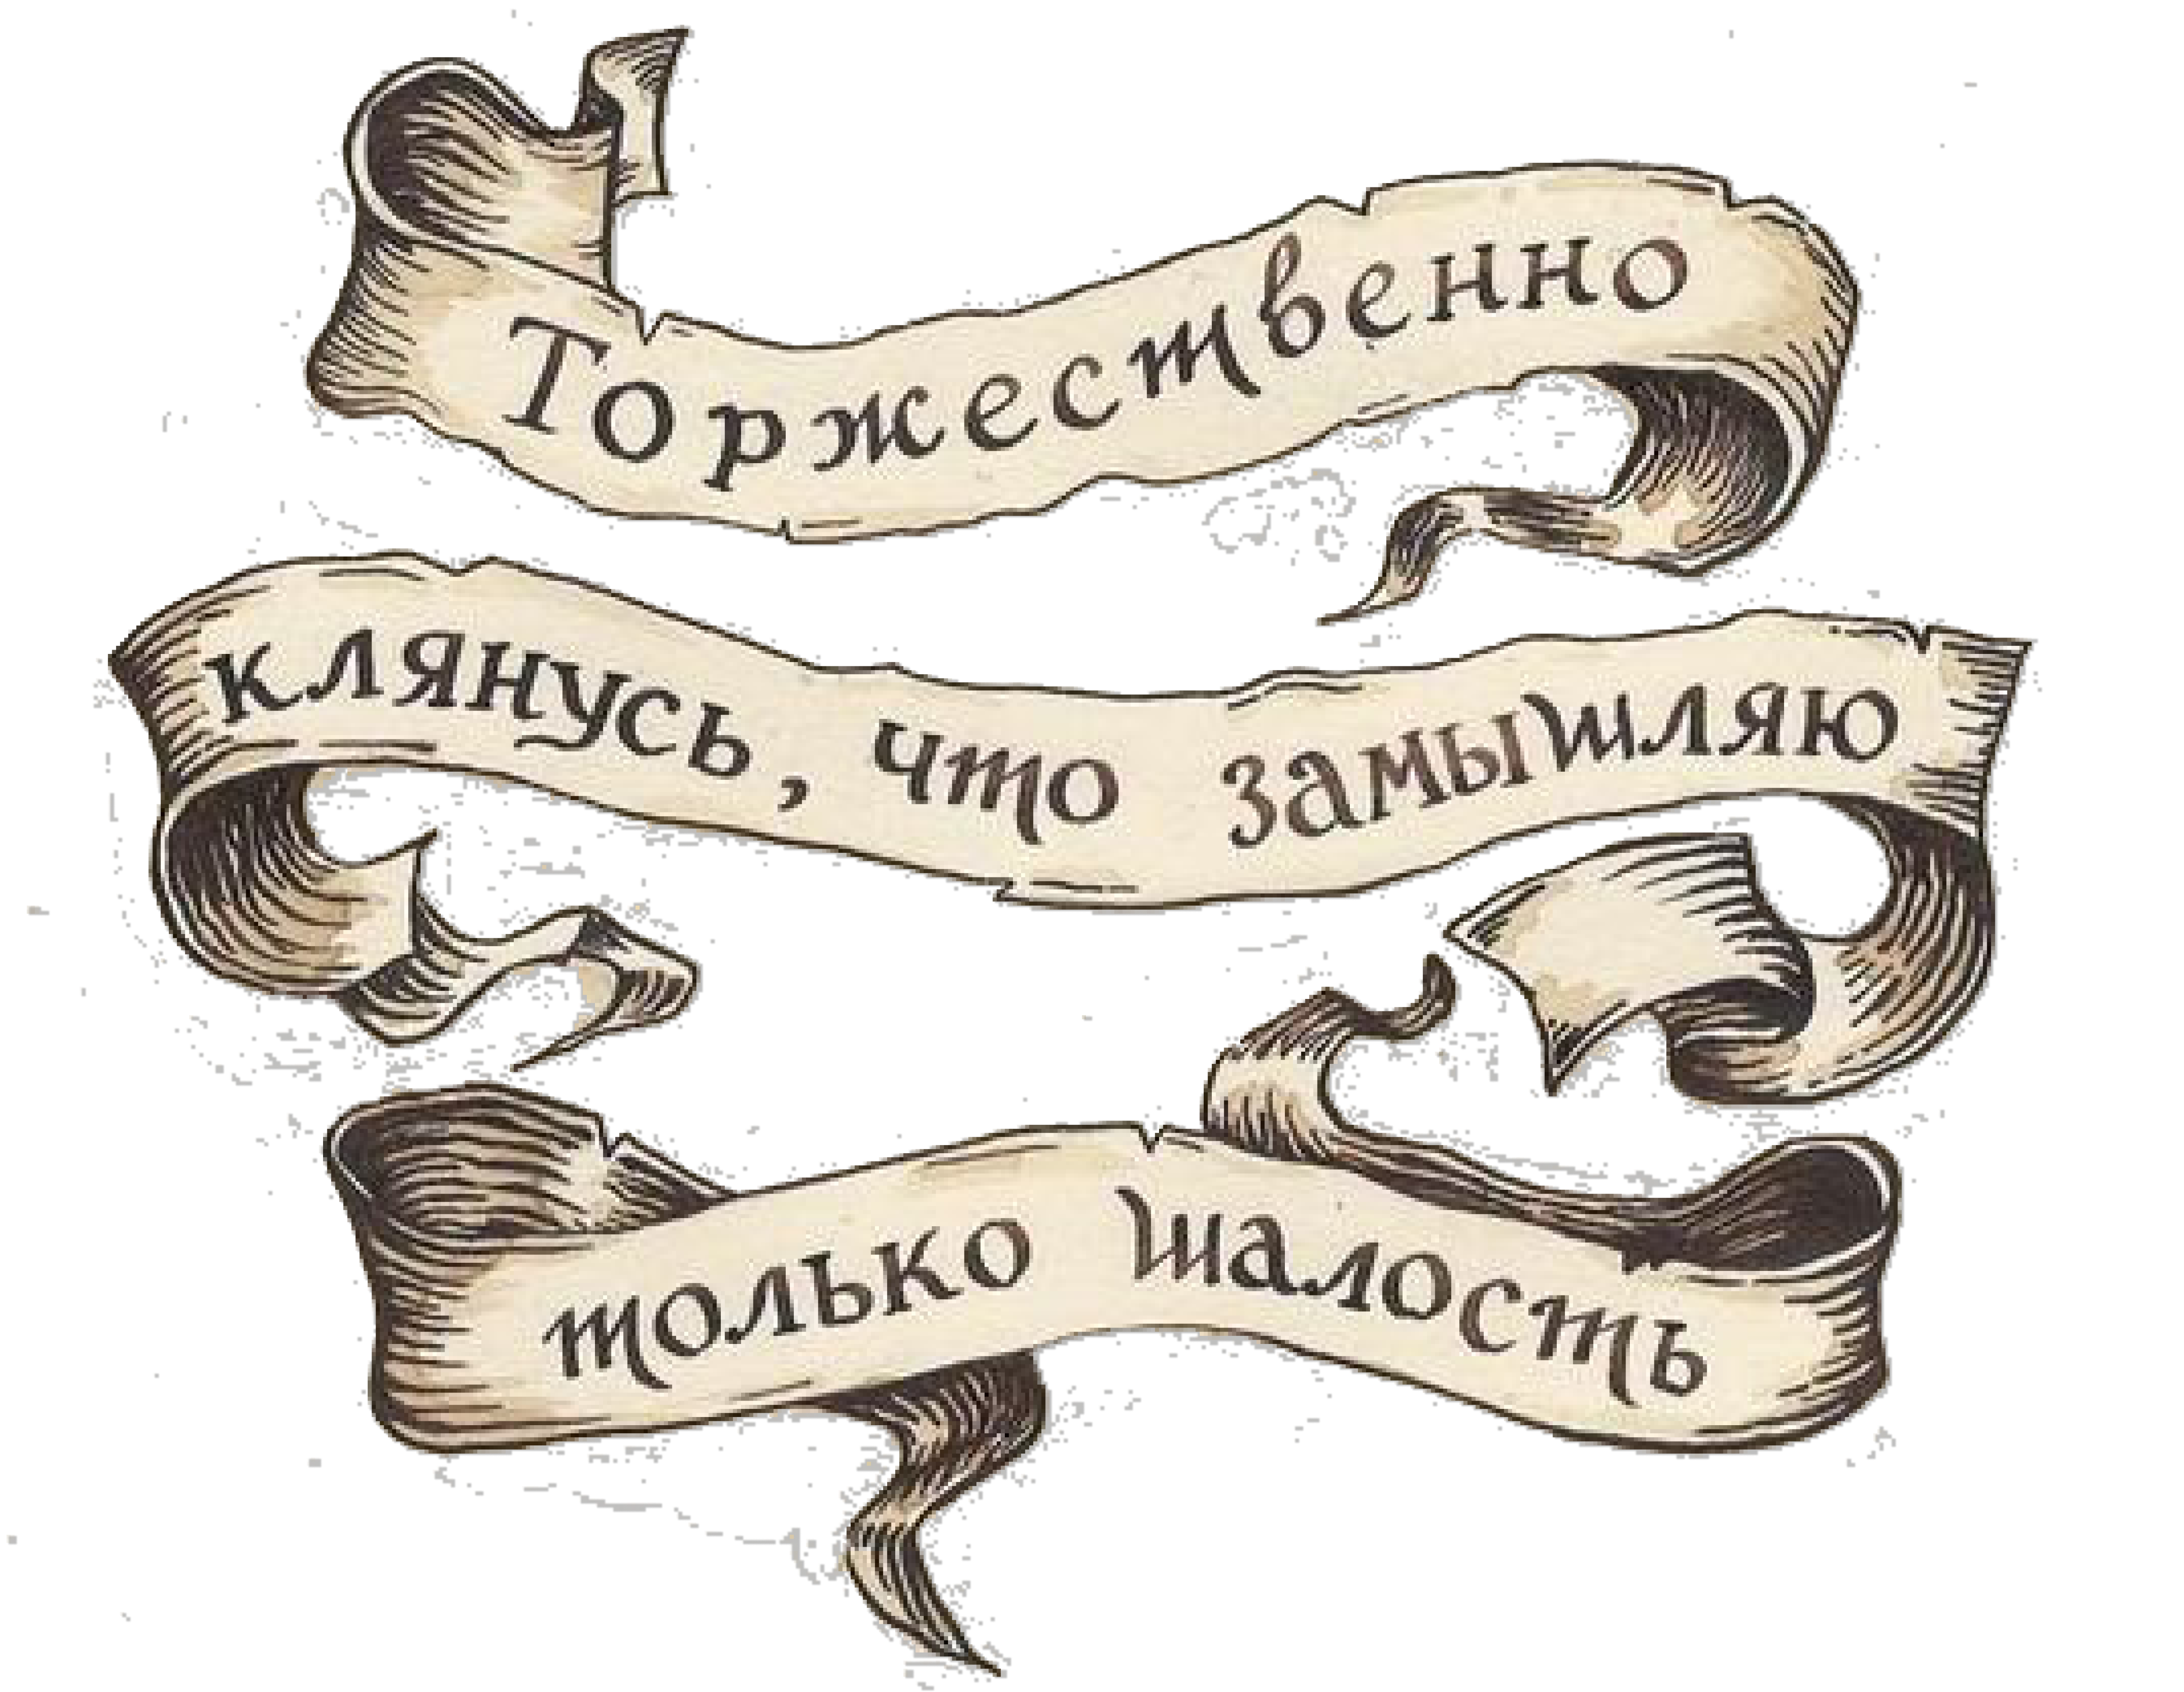 Торжественно
клянусь, что замышляю
только шалость